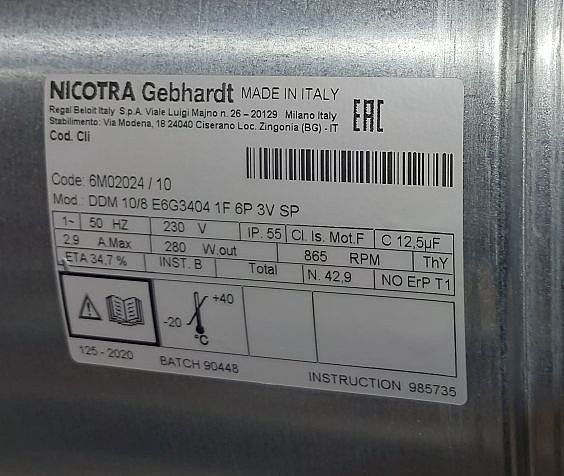 NICOTRA Gebhardt MADE IN ITALY
Regal Beloit Italy S.p.A. Viale Luigi Majno n. 26 – 20129 Milano Italy
Stabilimento: Via Modena, 18 24040 Ciserano Loc. Zingonia (BG) - IT
EAC
Cod. Cli
Code: 6M02024 / 10
Mod.: DDM 10/8 E6G3404 1F 6P 3V SP
1~ 50 HZ 230 V IP. 55 Cl. Is. Mot.F C 12,5µF
2.9 A.Max 280 W.out 865 RPM ThY
ETA 34,7 % INST. B Total N. 42,9 NO ErP T1
-20 +40 °C
125 - 2020 BATCH 90448 INSTRUCTION 985735